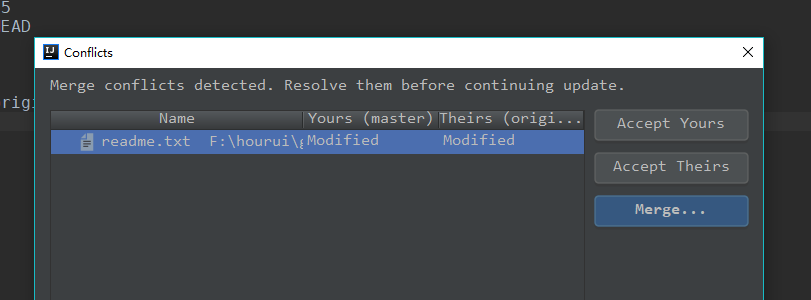 5
EAD
Conflicts
Merge conflicts detected. Resolve them before continuing update.
origi
Name Yours (master) Theirs (origi...
readme.txt F:\hourui\g Modified Modified
Accept Yours
Accept Theirs
Merge...